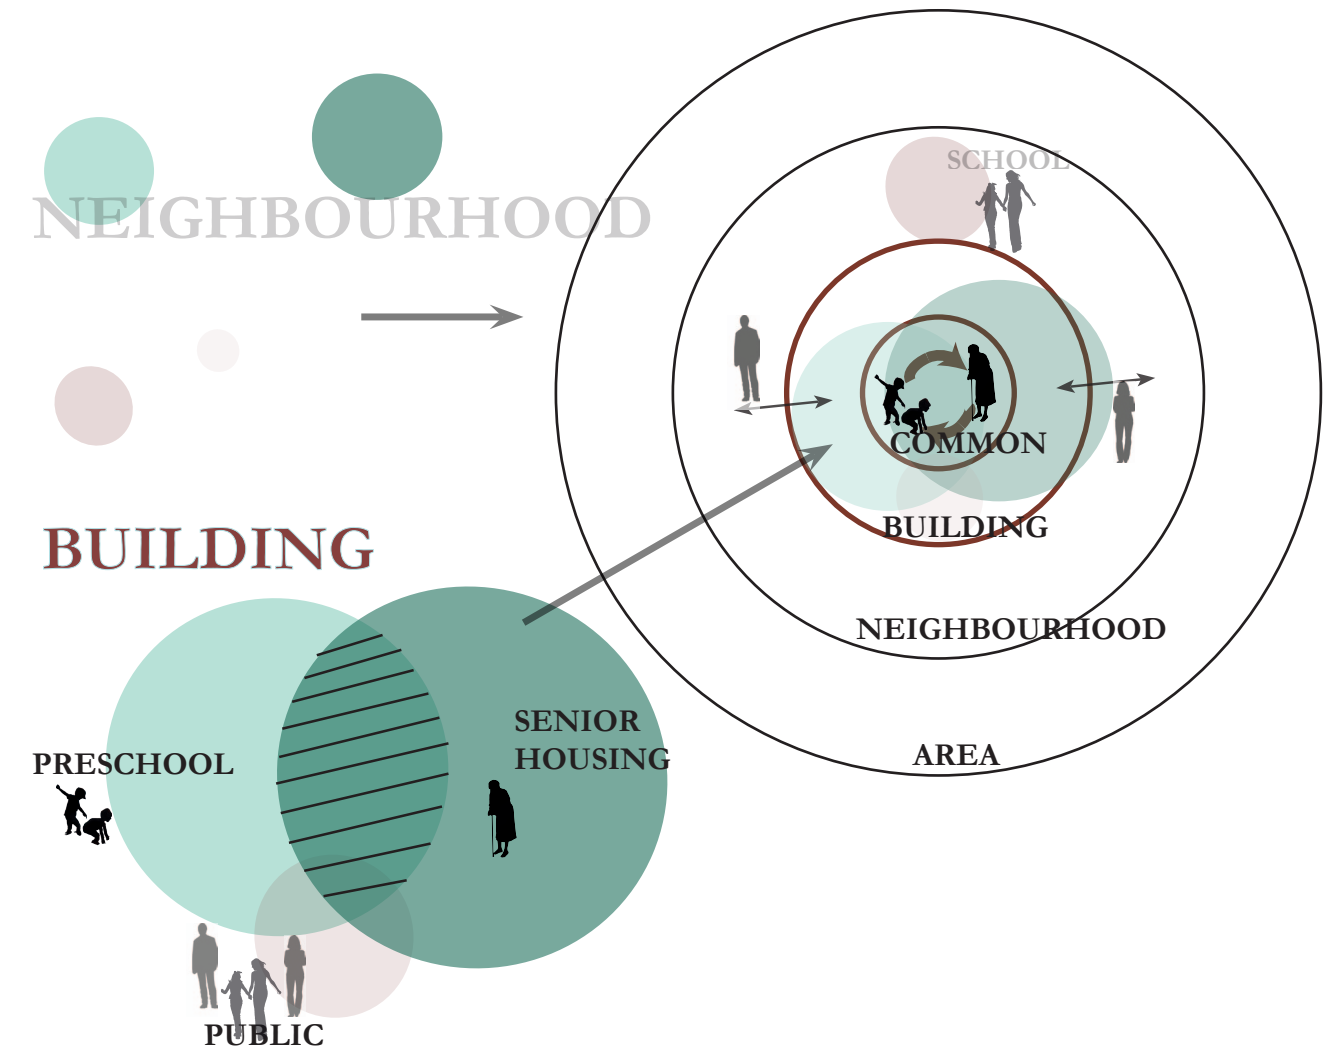 NEIGHBOURHOOD
SCHOOL
COMMON
BUILDING
NEIGHBOURHOOD
AREA
BUILDING
PRESCHOOL
SENIOR
HOUSING
PUBLIC